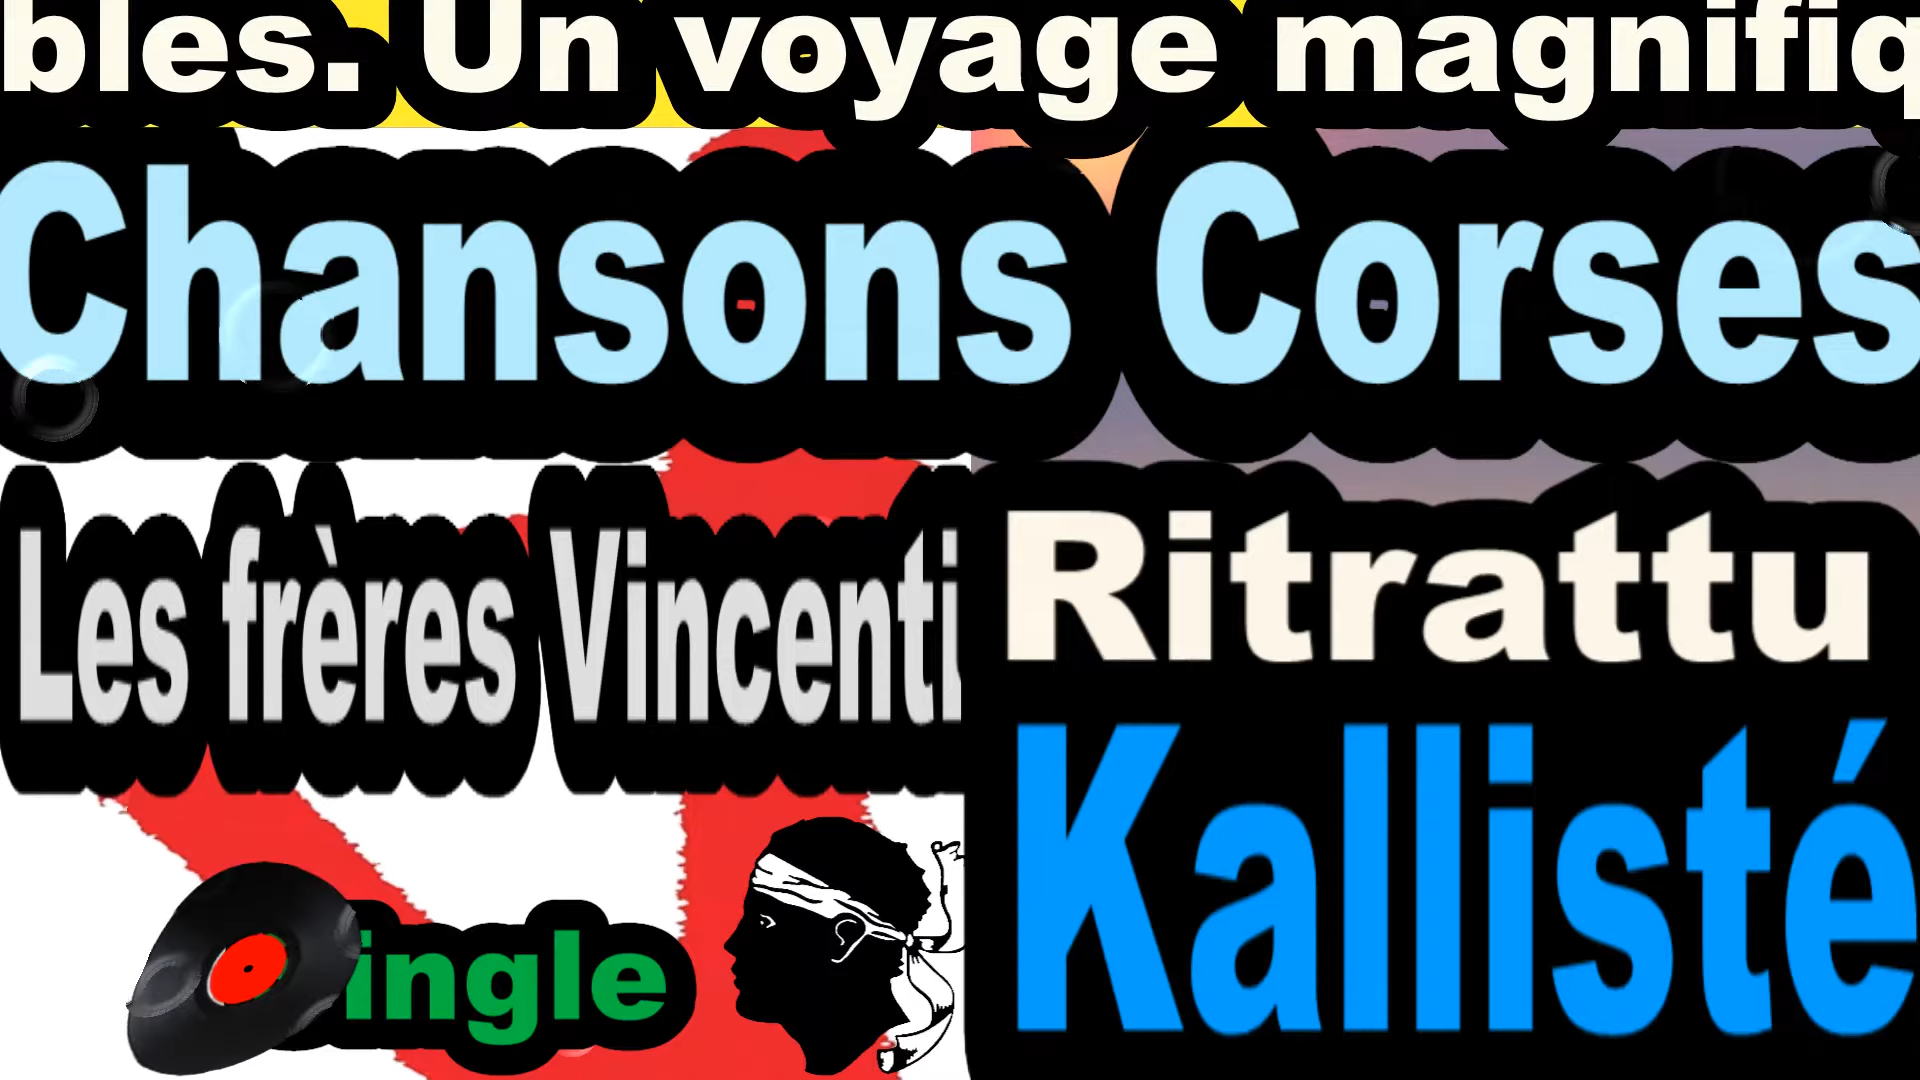 bles. Un voyage magnifiq
Chansons Corses
Les frères Vincenti
Ritrattu
Kallisté
ingle